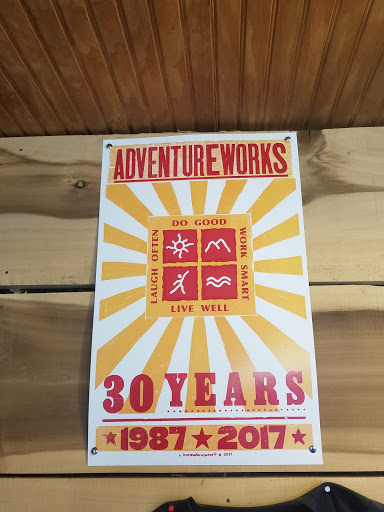 ADVENTUREWORKS
DO GOOD
LAUGH OFTEN
WORK SMART
LIVE WELL
30 YEARS
★1987★2017★